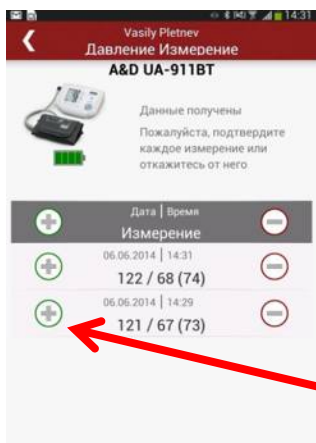 14:31
Vasily Pletnev
Давление Измерение
A&D UA-911BT
Данные получены
Пожалуйста, подтвердите
каждое измерение или
откажитесь от него
Дата | Время
Измерение
06.06.2014 | 14:31
122 / 68 (74)
06.06.2014 | 14:29
121 / 67 (73)